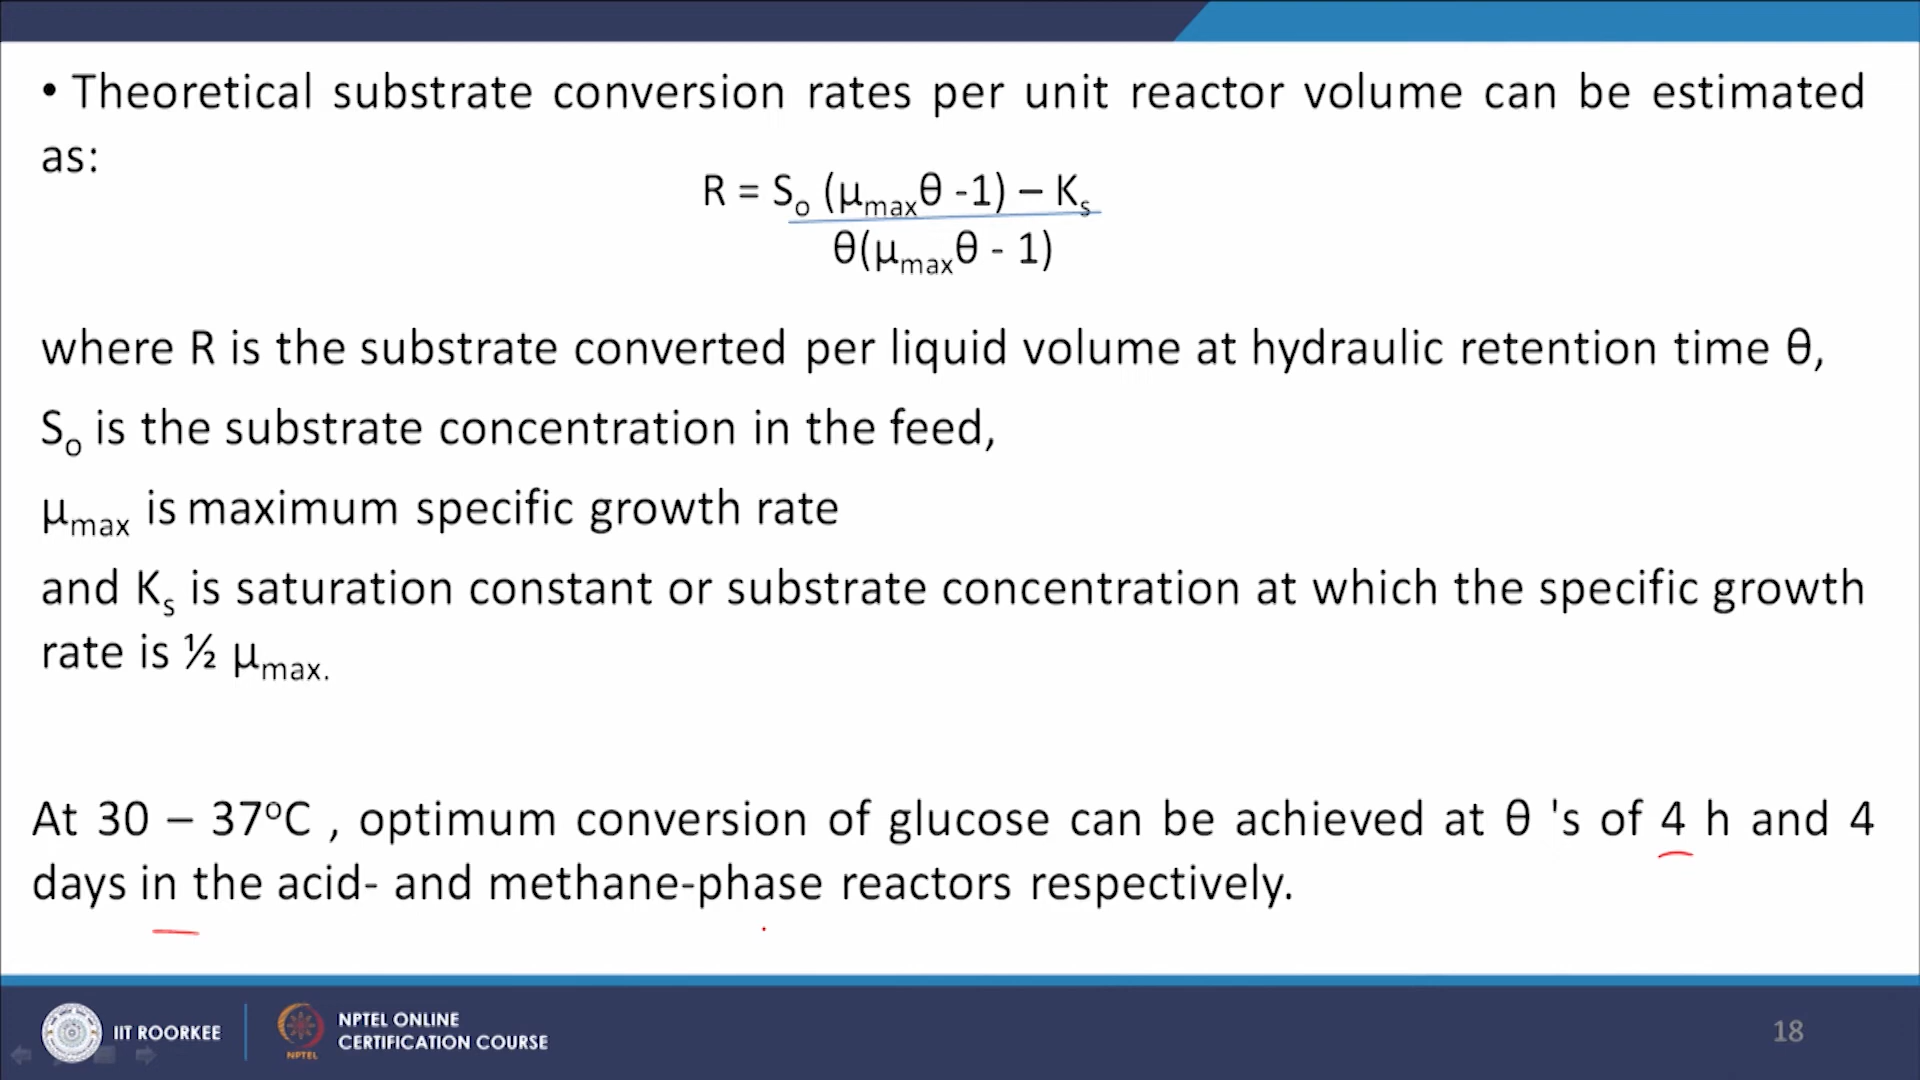 • Theoretical substrate conversion rates per unit reactor volume can be estimated
as:
R = Sₒ (μₘₐₓθ -1) – Kₛ
θ(μₘₐₓθ - 1)
where R is the substrate converted per liquid volume at hydraulic retention time θ,
Sₒ is the substrate concentration in the feed,
μₘₐₓ is maximum specific growth rate
and Kₛ is saturation constant or substrate concentration at which the specific growth
rate is ½ μₘₐₓ.
At 30 – 37ᵒC , optimum conversion of glucose can be achieved at θ 's of 4 h and 4
days in the acid- and methane-phase reactors respectively.
IIT ROORKEE
NPTEL
NPTEL ONLINE
CERTIFICATION COURSE
18